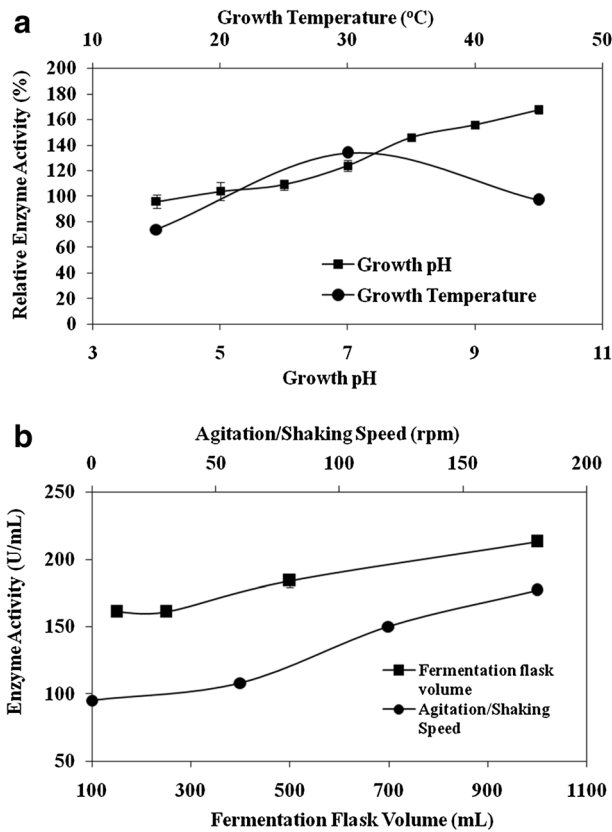 a
Growth Temperature (ºC)
10 20 30 40 50
Relative Enzyme Activity (%)
200
180
160
140
120
100
80
60
40
20
0
Growth pH
Growth Temperature
3 5 7 9 11
Growth pH
b
Agitation/Shaking Speed (rpm)
0 50 100 150 200
Enzyme Activity (U/mL)
250
200
150
100
50
Fermentation flask
volume
Agitation/Shaking
Speed
100 300 500 700 900 1100
Fermentation Flask Volume (mL)